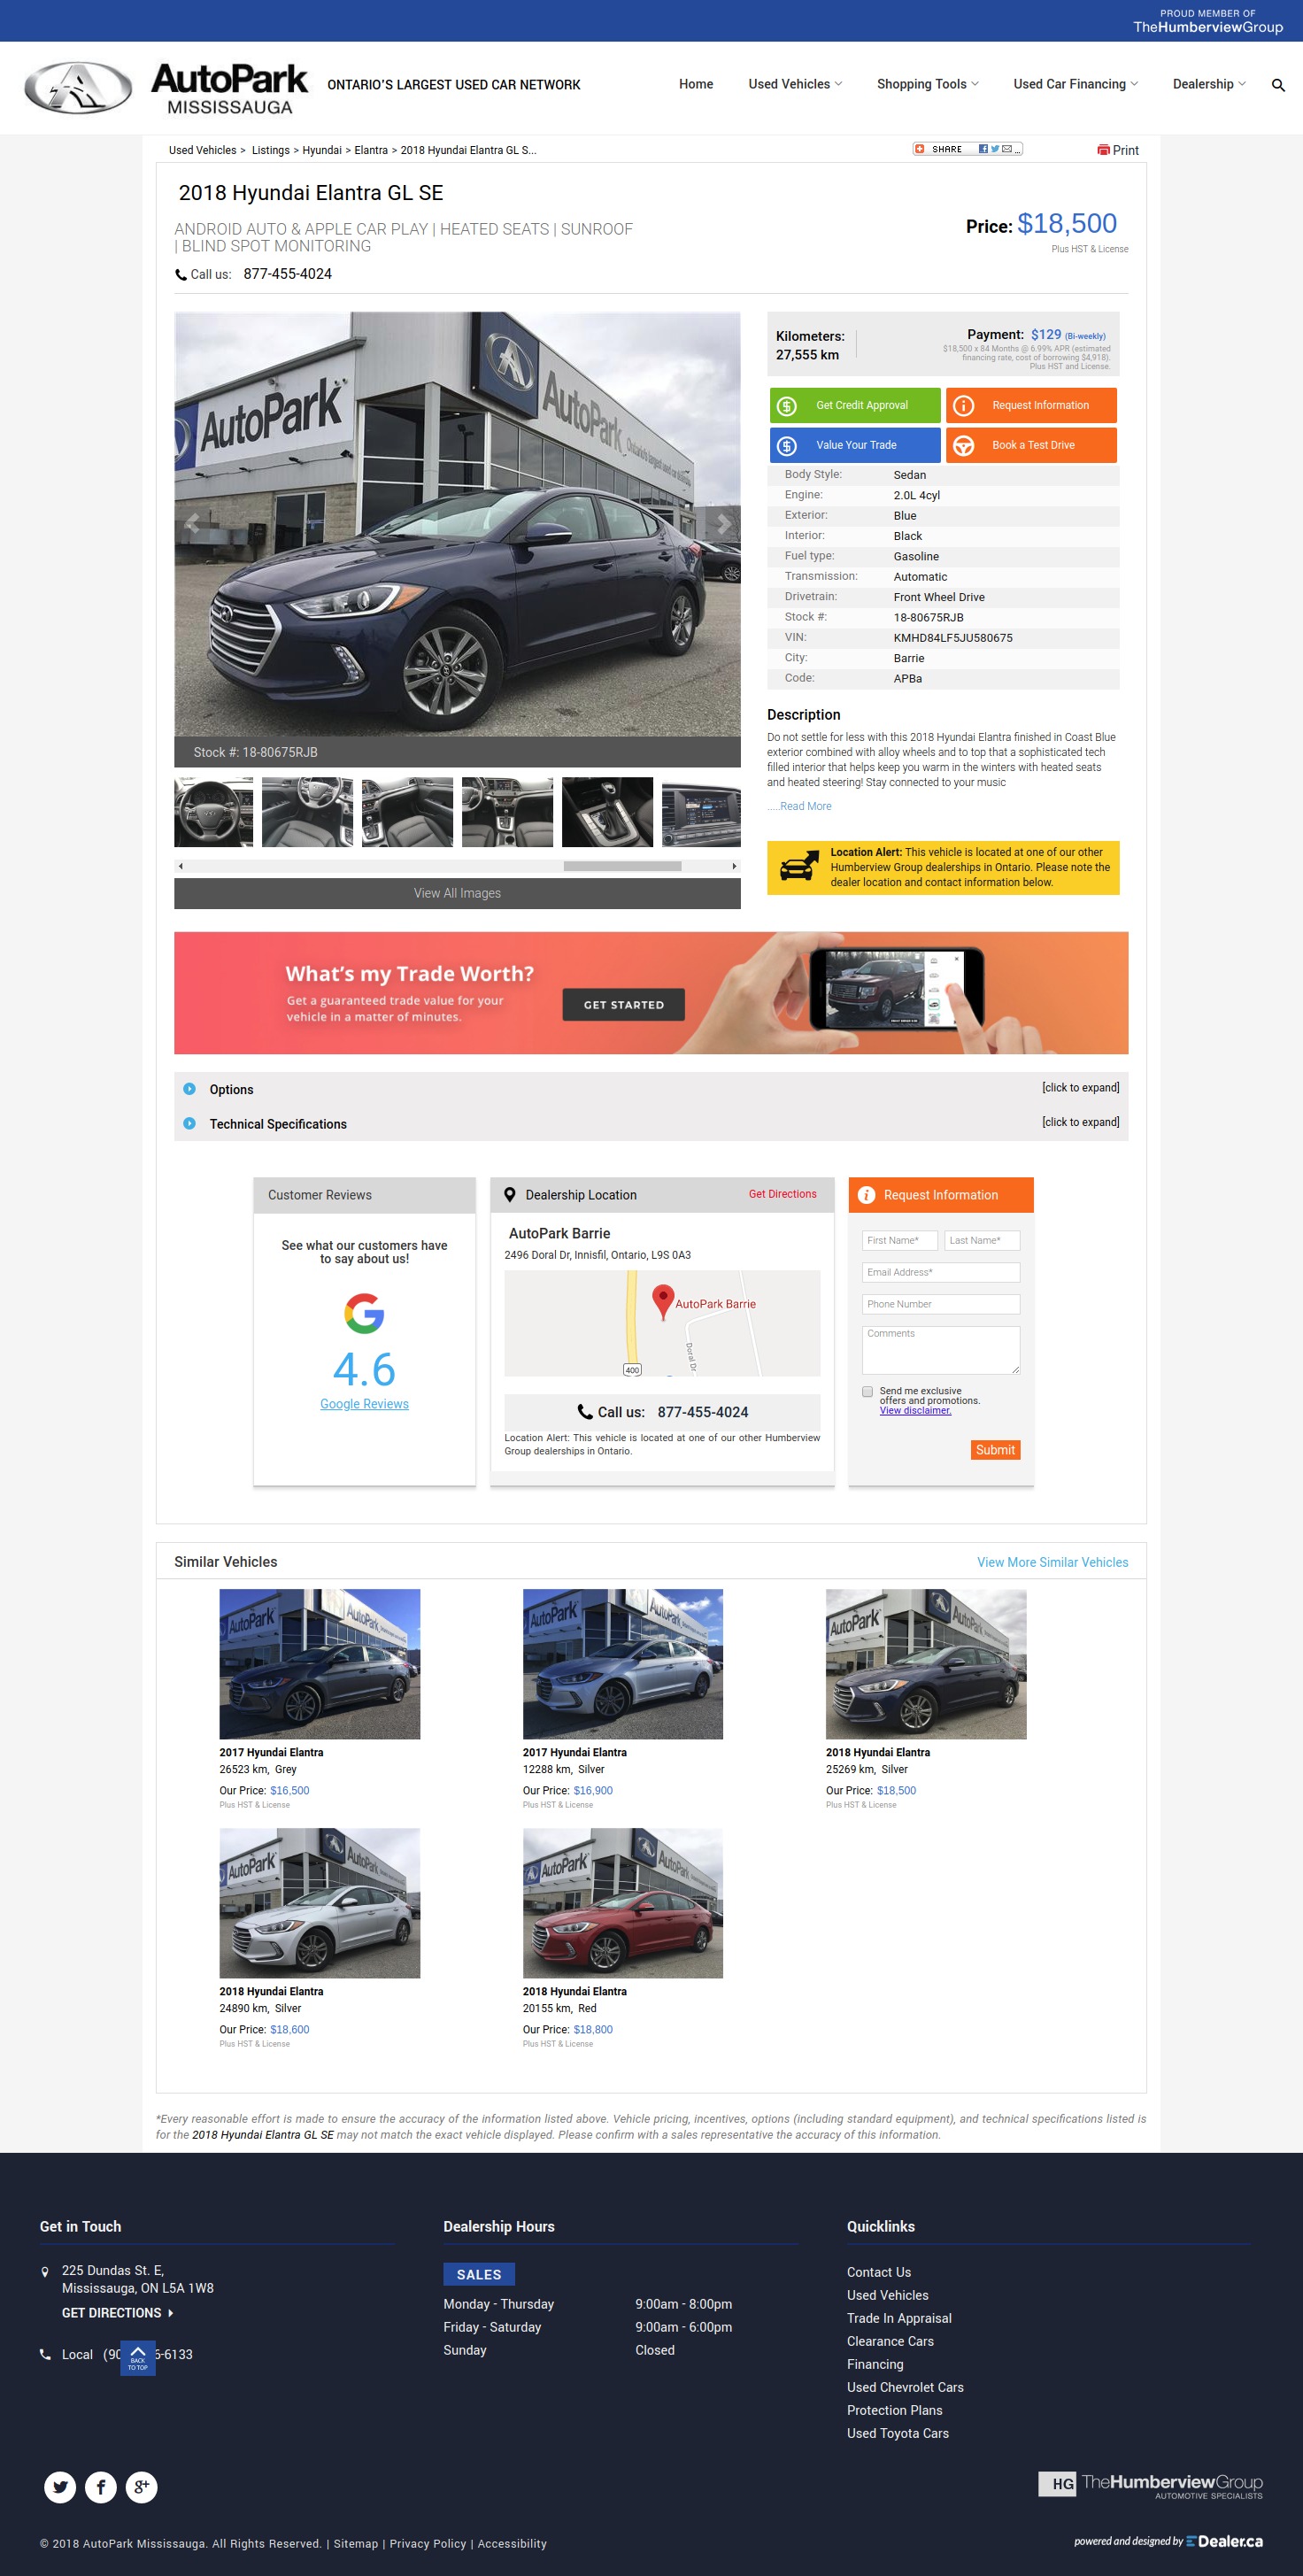 PROUD MEMBER OF
TheHumberviewGroup
AutoPark
MISSISSAUGA
ONTARIO'S LARGEST USED CAR NETWORK
Home
Used Vehicles
Shopping Tools
Used Car Financing
Dealership
Used Vehicles > Listings > Hyundai > Elantra > 2018 Hyundai Elantra GL S...
SHARE
Print
2018 Hyundai Elantra GL SE
ANDROID AUTO & APPLE CAR PLAY | HEATED SEATS | SUNROOF
| BLIND SPOT MONITORING
Price: $18,500
Plus HST & License
Call us: 877-455-4024
AutoPark
AutoPark
Ontario's largest used car network
Stock #: 18-80675RJB
View All Images
Kilometers:
27,555 km
Payment: $129 (Bi-weekly)
$18,500 x 84 Months @ 6.99% APR (estimated
financing rate, cost of borrowing $4,918).
Plus HST and License.
Get Credit Approval
Request Information
Value Your Trade
Book a Test Drive
Body Style: Sedan
Engine: 2.0L 4cyl
Exterior: Blue
Interior: Black
Fuel type: Gasoline
Transmission: Automatic
Drivetrain: Front Wheel Drive
Stock #: 18-80675RJB
VIN: KMHD84LF5JU580675
City: Barrie
Code: APBa
Description
Do not settle for less with this 2018 Hyundai Elantra finished in Coast Blue
exterior combined with alloy wheels and to top that a sophisticated tech
filled interior that helps keep you warm in the winters with heated seats
and heated steering! Stay connected to your music
.....Read More
Location Alert: This vehicle is located at one of our other
Humberview Group dealerships in Ontario. Please note the
dealer location and contact information below.
What's my Trade Worth?
Get a guaranteed trade value for your
vehicle in a matter of minutes.
GET STARTED
Options
[click to expand]
Technical Specifications
[click to expand]
Customer Reviews
See what our customers have
to say about us!
4.6
Google Reviews
Dealership Location
Get Directions
AutoPark Barrie
2496 Doral Dr, Innisfil, Ontario, L9S 0A3
AutoPark Barrie
Doral Dr
400
Call us: 877-455-4024
Location Alert: This vehicle is located at one of our other Humberview
Group dealerships in Ontario.
Request Information
First Name*
Last Name*
Email Address*
Phone Number
Comments
Send me exclusive
offers and promotions.
View disclaimer.
Submit
Similar Vehicles
View More Similar Vehicles
AutoPark
AutoPark
AutoPark
AutoPark
AutoPark
AutoPark
2017 Hyundai Elantra
26523 km, Grey
Our Price: $16,500
Plus HST & License
2017 Hyundai Elantra
12288 km, Silver
Our Price: $16,900
Plus HST & License
2018 Hyundai Elantra
25269 km, Silver
Our Price: $18,500
Plus HST & License
AutoPark
AutoPark
AutoPark
AutoPark
2018 Hyundai Elantra
24890 km, Silver
Our Price: $18,600
Plus HST & License
2018 Hyundai Elantra
20155 km, Red
Our Price: $18,800
Plus HST & License
*Every reasonable effort is made to ensure the accuracy of the information listed above. Vehicle pricing, incentives, options (including standard equipment), and technical specifications listed is
for the 2018 Hyundai Elantra GL SE may not match the exact vehicle displayed. Please confirm with a sales representative the accuracy of this information.
Get in Touch
225 Dundas St. E,
Mississauga, ON L5A 1W8
GET DIRECTIONS
Local (90
6-6133
BACK
TO TOP
Dealership Hours
SALES
Monday - Thursday 9:00am - 8:00pm
Friday - Saturday 9:00am - 6:00pm
Sunday Closed
Quicklinks
Contact Us
Used Vehicles
Trade In Appraisal
Clearance Cars
Financing
Used Chevrolet Cars
Protection Plans
Used Toyota Cars
HG TheHumberviewGroup
AUTOMOTIVE SPECIALISTS
© 2018 AutoPark Mississauga. All Rights Reserved. | Sitemap | Privacy Policy | Accessibility
powered and designed by EDealer.ca